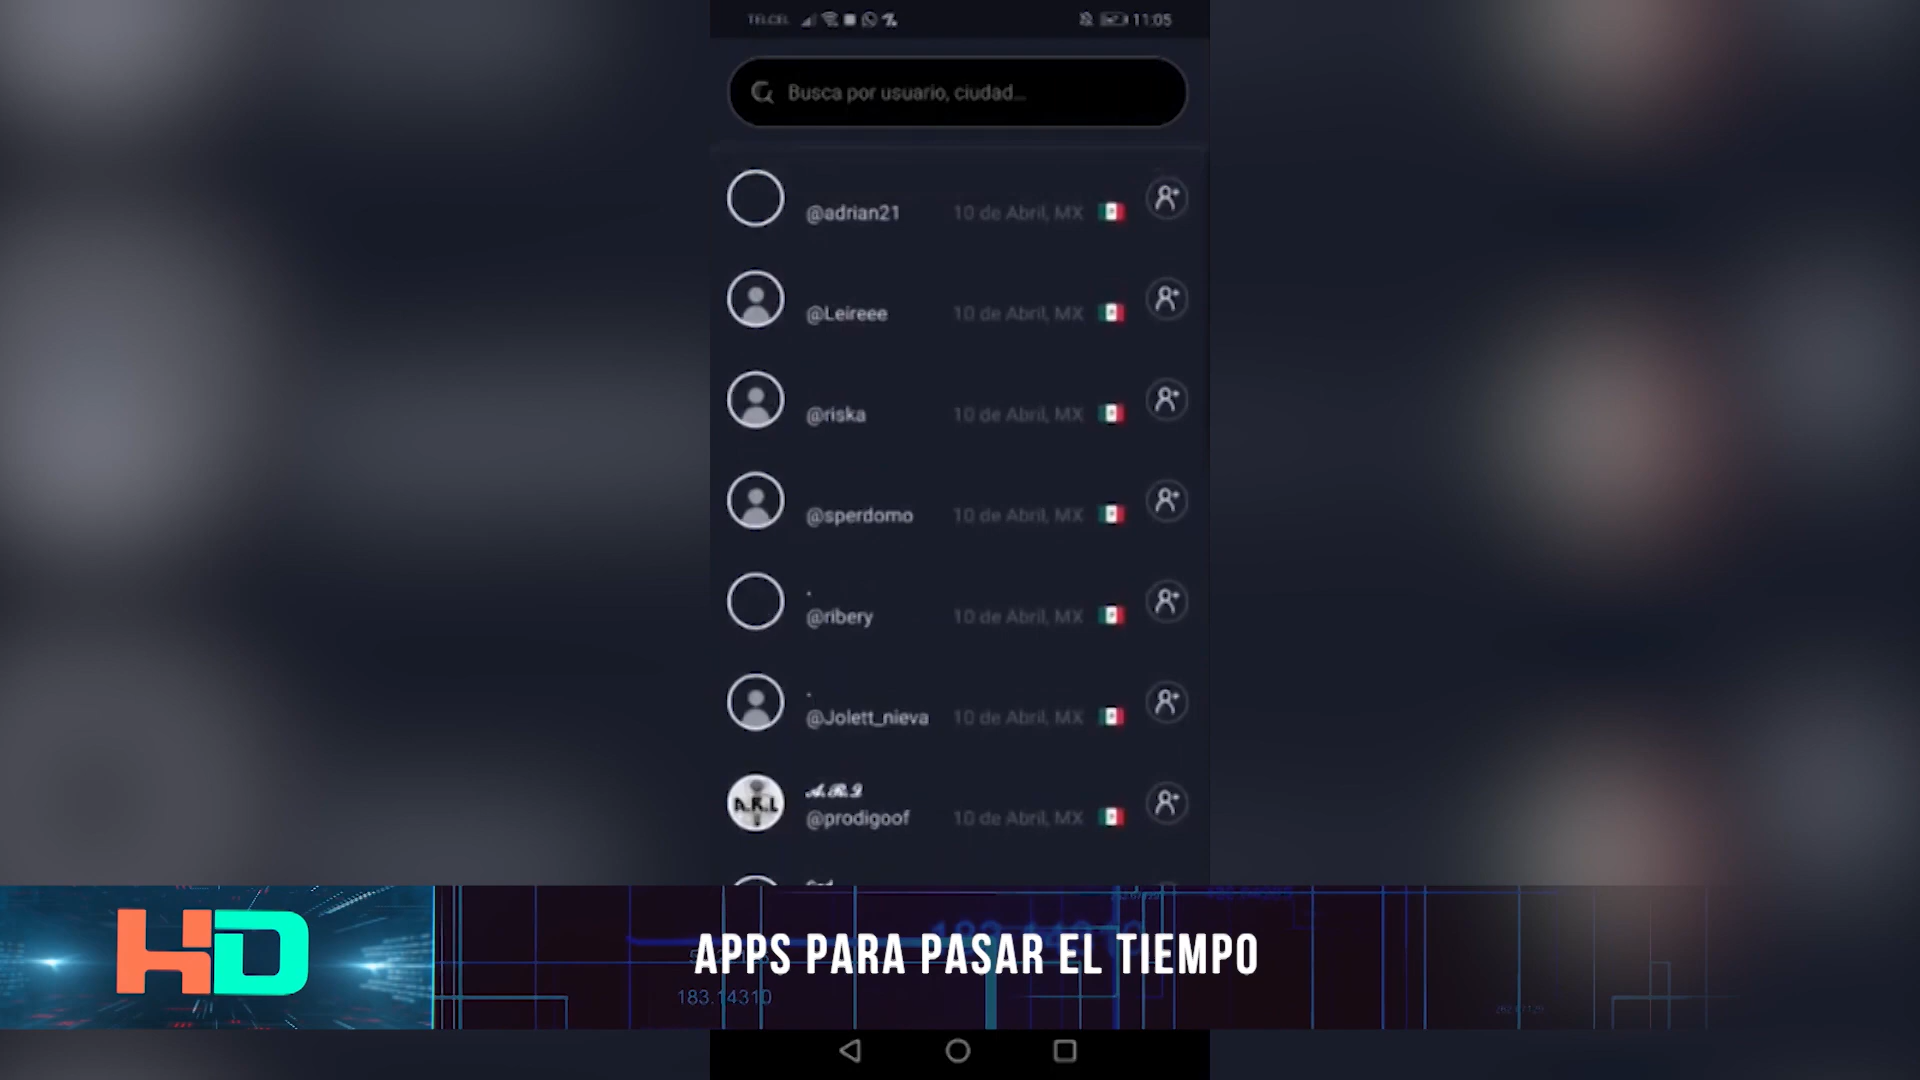 TELCEL 11:05
Busca por usuario, ciudad...
@adrian21 10 de Abril, MX
@Leireee 10 de Abril, MX
@riska 10 de Abril, MX
@sperdomo 10 de Abril, MX
.
@ribery 10 de Abril, MX
.
@Jolett_nieva 10 de Abril, MX
A.R.L
@prodigoof 10 de Abril, MX
HD
APPS PARA PASAR EL TIEMPO
183.14310